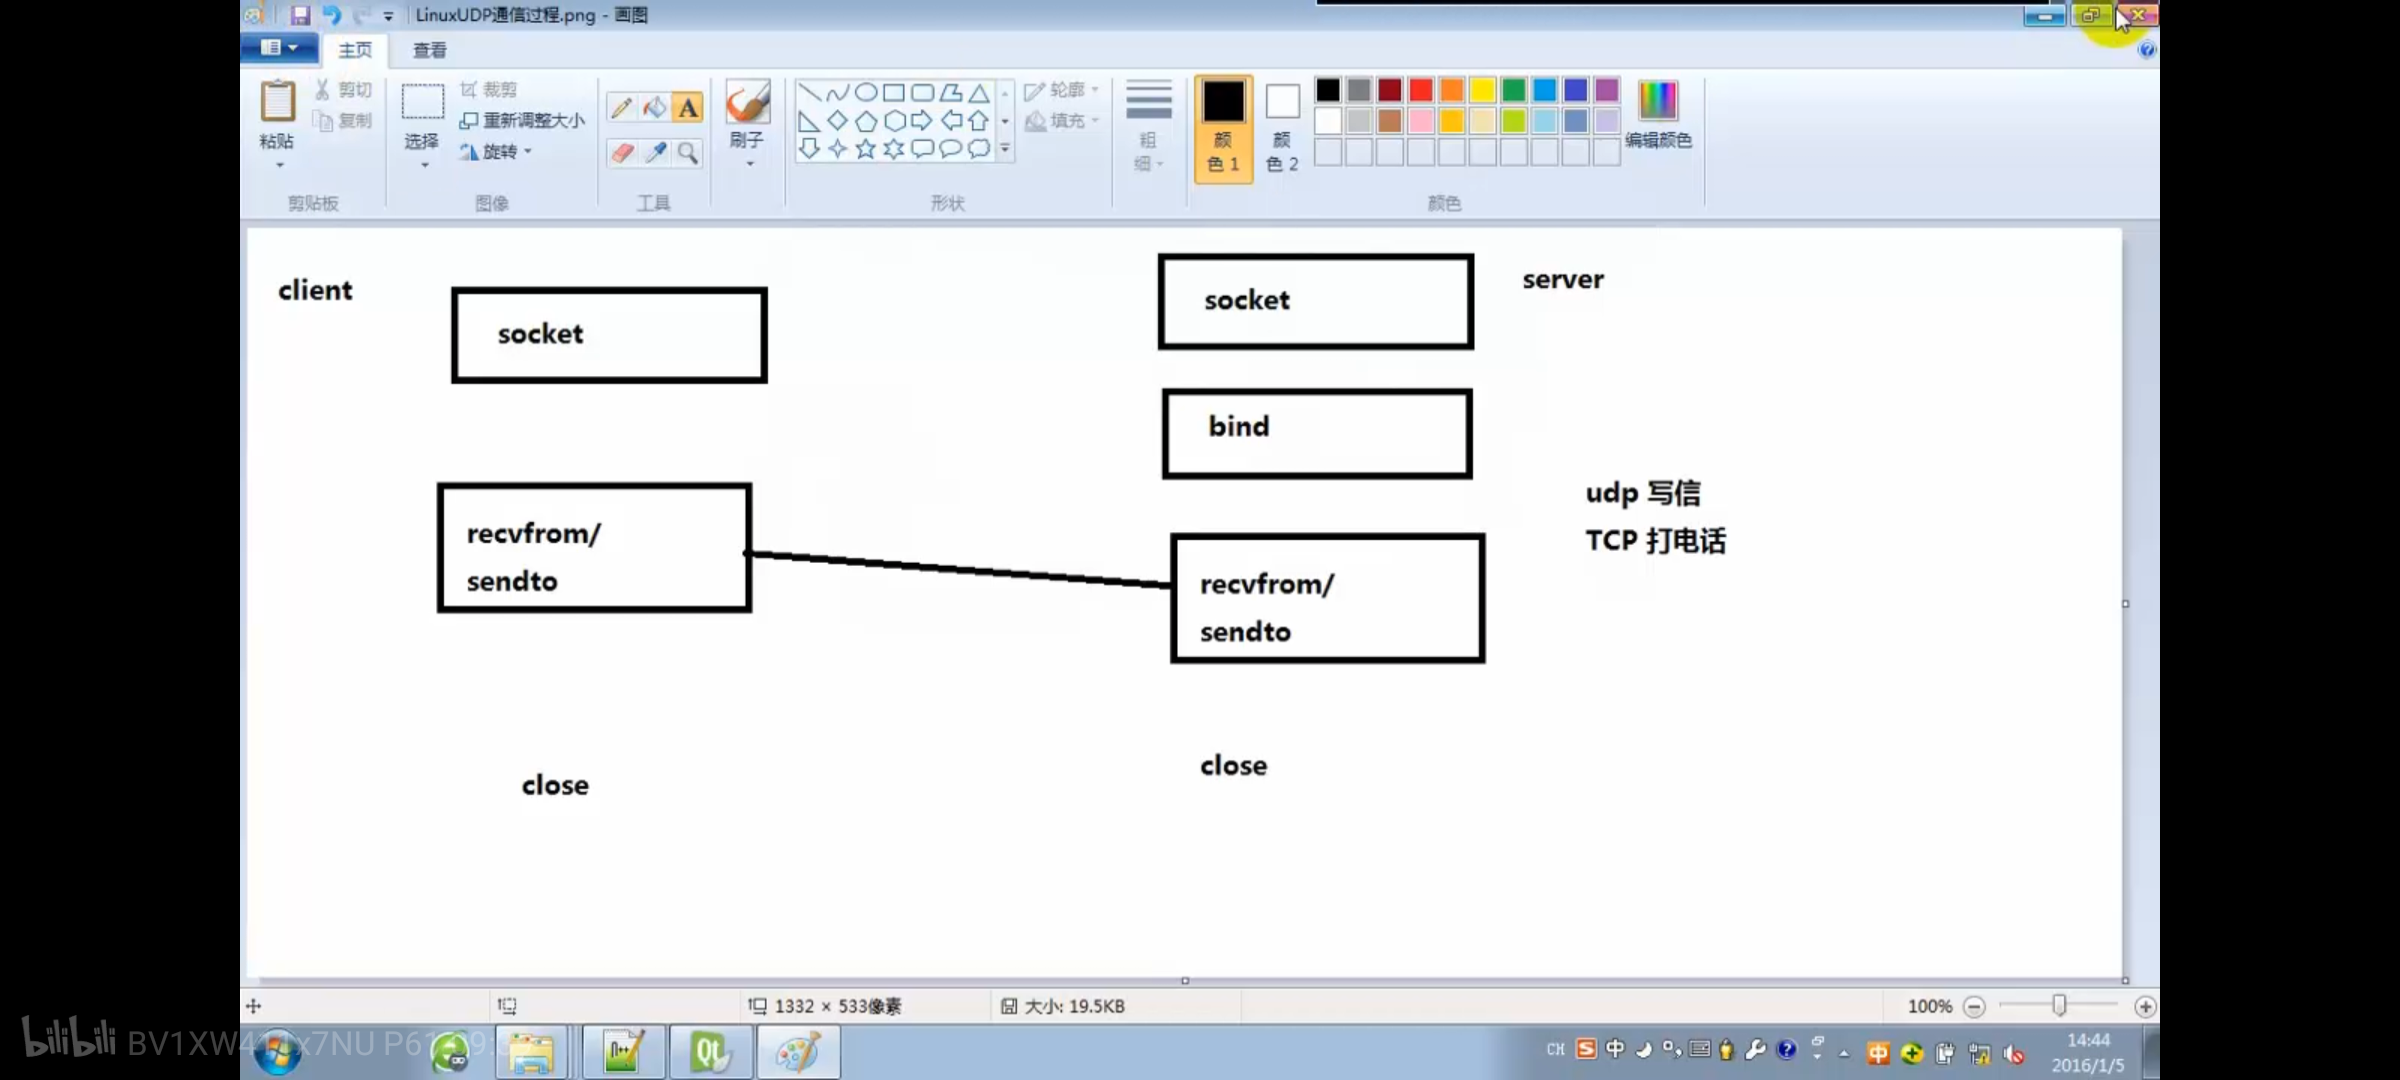 LinuxUDP通信过程.png - 画图
主页
查看
粘贴
剪切
复制
剪贴板
选择
裁剪
重新调整大小
旋转
图像
A
工具
刷子
形状
轮廓
填充
粗
细
颜
色 1
颜
色 2
编辑颜色
颜色
client
socket
socket
server
bind
udp 写信
TCP 打电话
recvfrom/
sendto
recvfrom/
sendto
close
close
1332 × 533像素
大小: 19.5KB
100%
bilibili
CH
中
中
14:44
2016/1/5